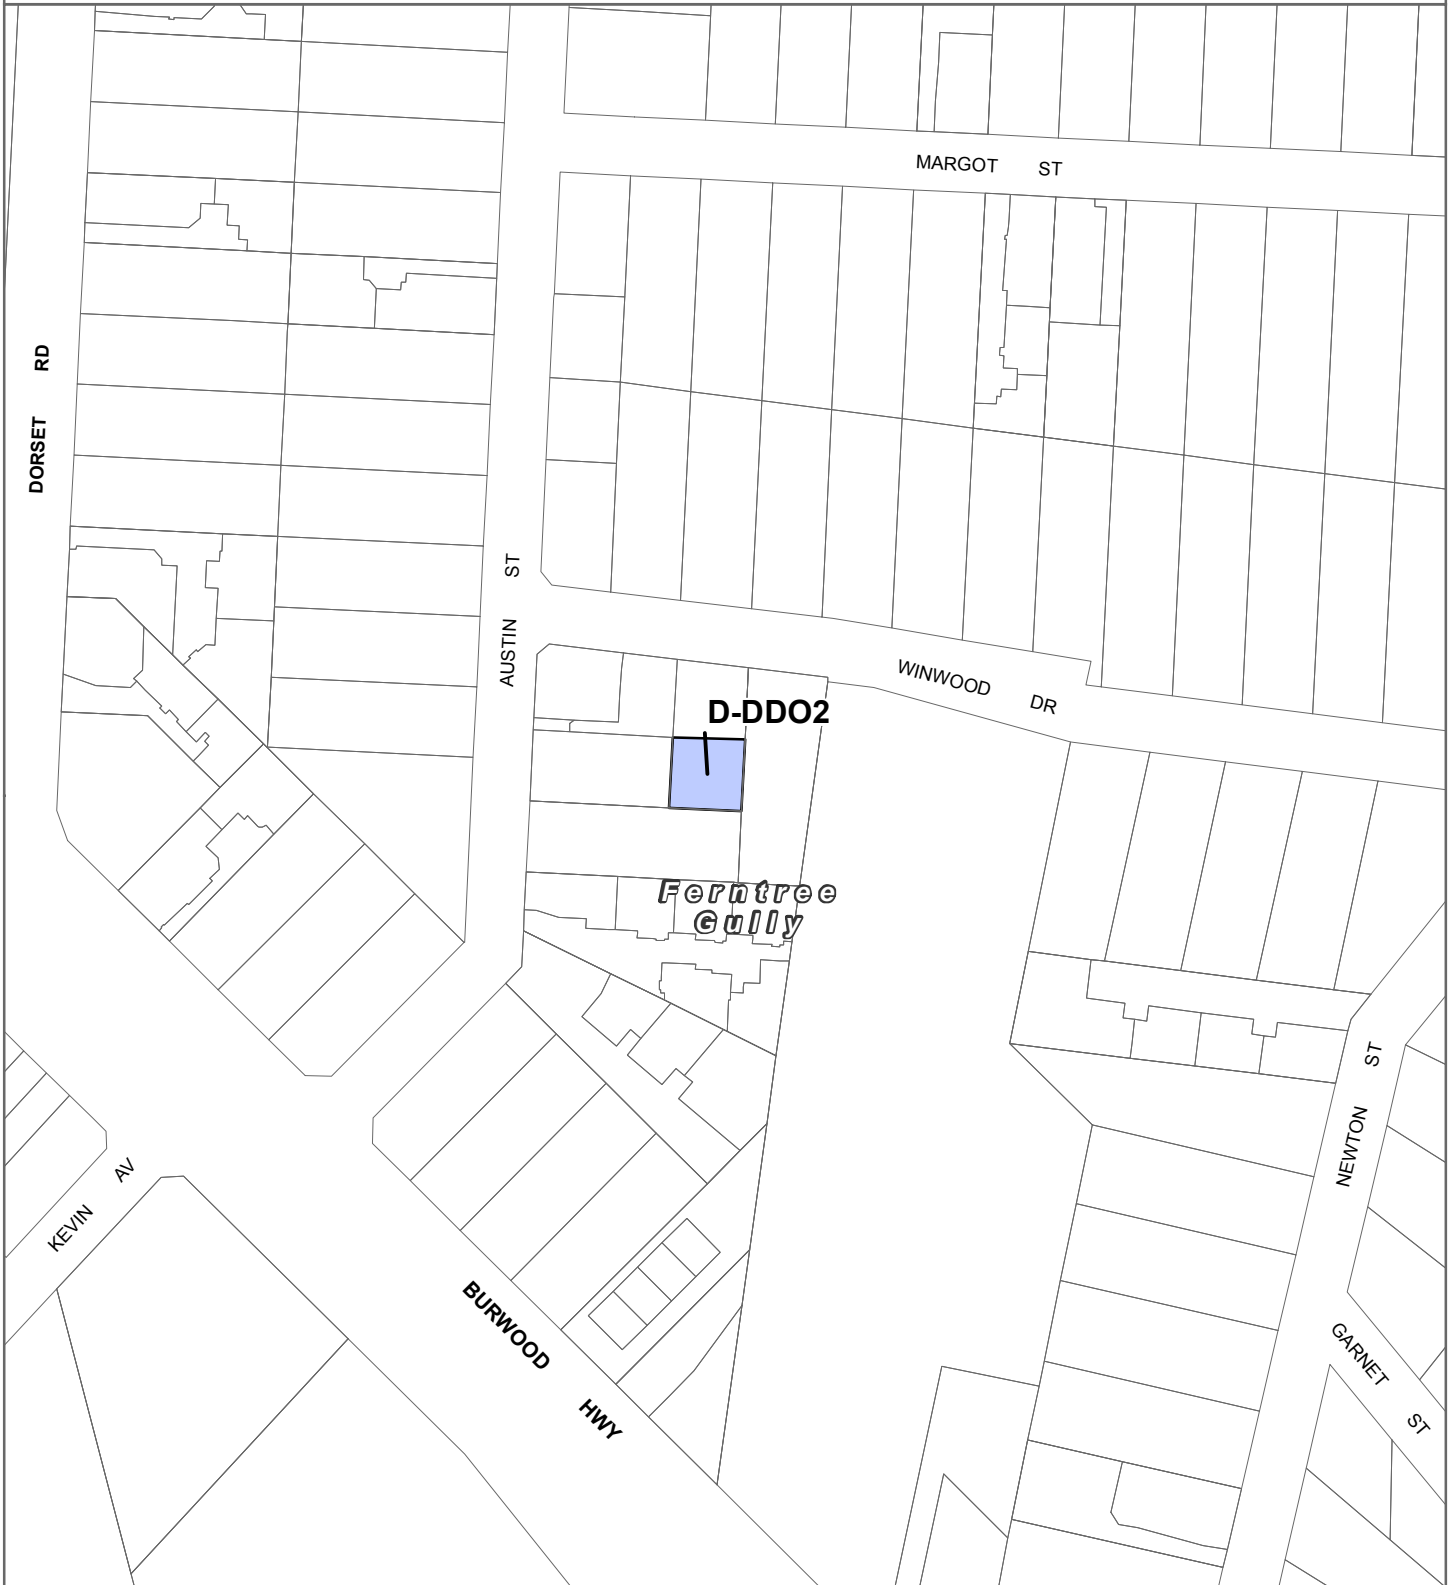 MARGOT ST
DORSET RD
AUSTIN ST
WINWOOD DR
D-DDO2
Ferntree
Gully
NEWTON ST
KEVIN AV
BURWOOD HWY
GARNET ST